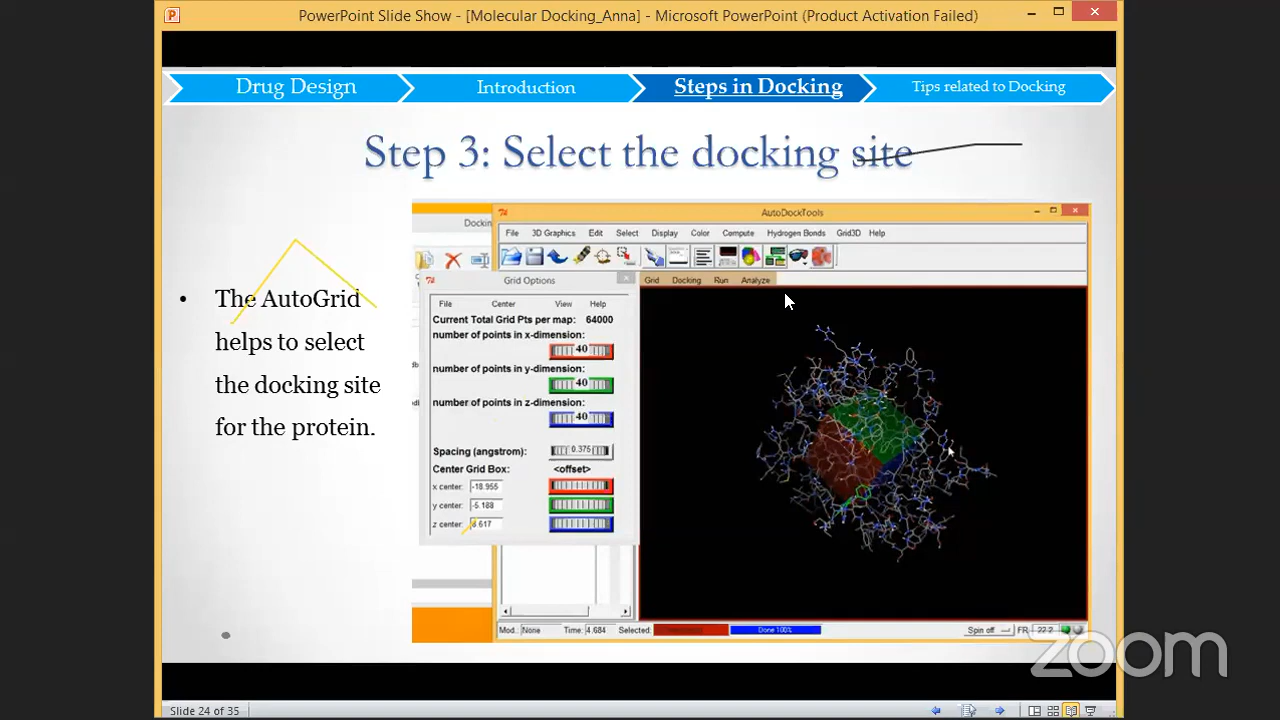 PowerPoint Slide Show - [Molecular Docking_Anna] - Microsoft PowerPoint (Product Activation Failed)
Drug Design
Introduction
Steps in Docking
Tips related to Docking
Step 3: Select the docking site
• The AutoGrid
helps to select
the docking site
for the protein.
Dockin
AutoDockTools
File 3D Graphics Edit Select Display Color Compute Hydrogen Bonds Grid3D Help
Grid Docking Run Analyze
Grid Options
File Center View Help
Current Total Grid Pts per map: 64000
number of points in x-dimension:
40
number of points in y-dimension:
40
number of points in z-dimension:
40
Spacing (angstrom): 0.375
Center Grid Box: <offset>
x center: -18.955
y center: -5.188
z center: 8.617
Mod.: None Time: 4.684 Selected: Done 100% Spin off FR: 22.2
zoom
Slide 24 of 35